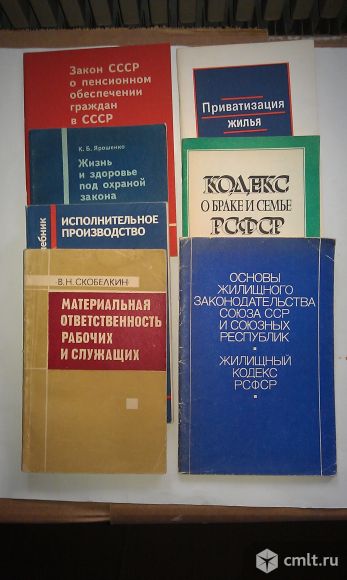 Закон СССР
о пенсионном
обеспечении
граждан
в СССР
К. Б. Ярошенко
Жизнь
и здоровье
под охраной
закона
ИСПОЛНИТЕЛЬНОЕ
ПРОИЗВОДСТВО
В. Н. СКОБЕЛКИН
МАТЕРИАЛЬНАЯ
ОТВЕТСТВЕННОСТЬ
РАБОЧИХ
И СЛУЖАЩИХ
Приватизация
жилья
КОДЕКС
О БРАКЕ И СЕМЬЕ
РСФСР
ОСНОВЫ
ЖИЛИЩНОГО
ЗАКОНОДАТЕЛЬСТВА
СОЮЗА ССР
И СОЮЗНЫХ
РЕСПУБЛИК
ЖИЛИЩНЫЙ
КОДЕКС
РСФСР
cmlt.ru